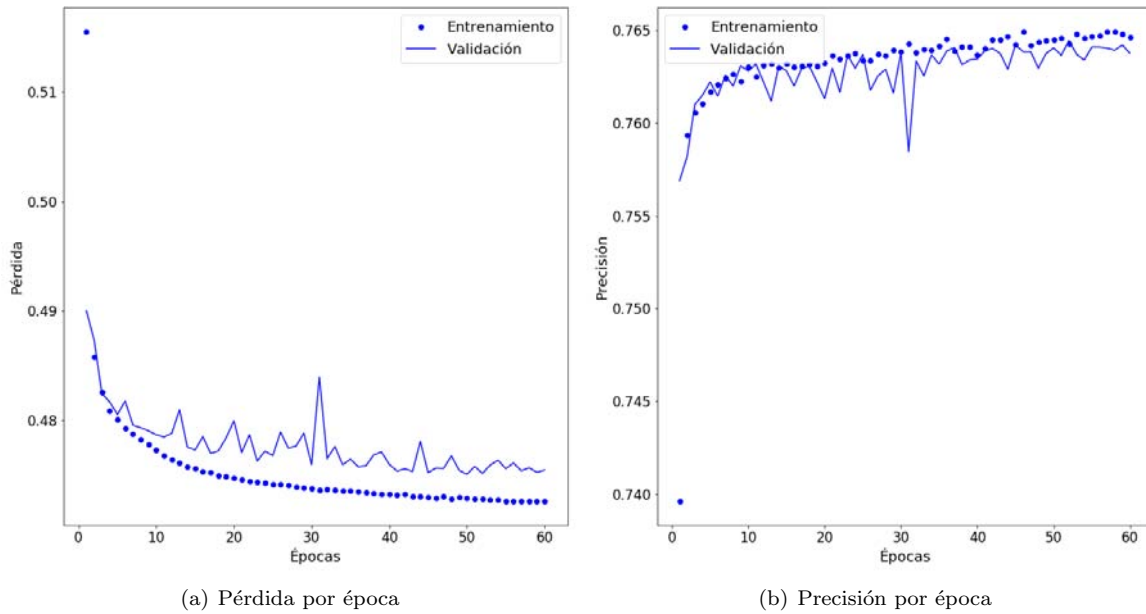 Entrenamiento
Validación
0.51
0.50
0.49
0.48
Pérdida
0
10
20
30
40
50
60
Épocas
(a) Pérdida por época
Entrenamiento
Validación
0.765
0.760
0.755
0.750
0.745
0.740
Precisión
0
10
20
30
40
50
60
Épocas
(b) Precisión por época